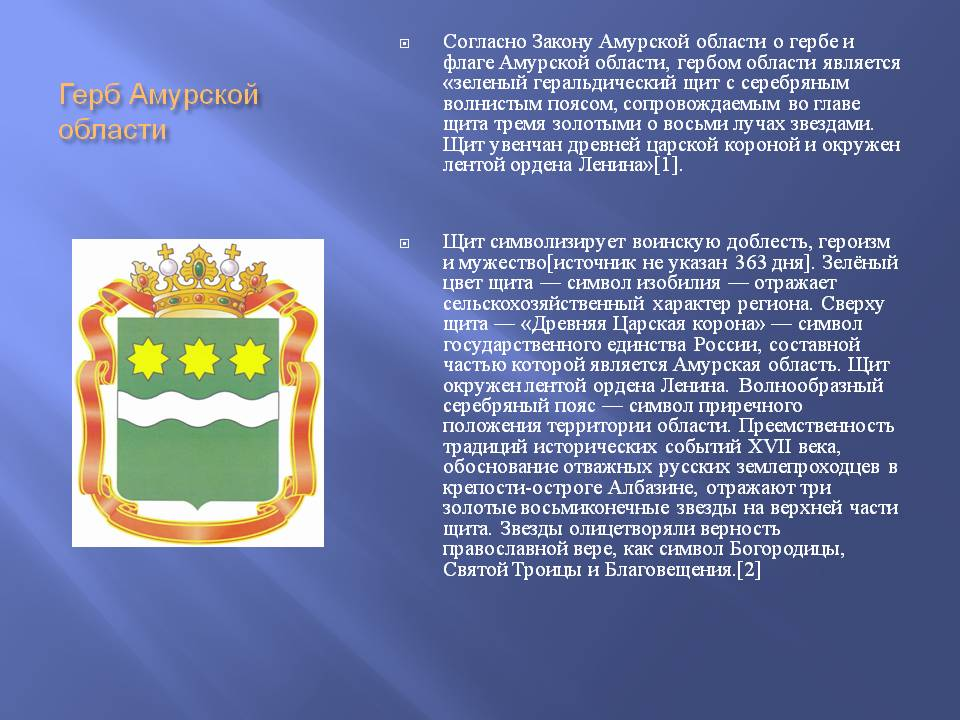 Герб Амурской
области
Согласно Закону Амурской области о гербе и
флаге Амурской области, гербом области является
«зеленый геральдический щит с серебряным
волнистым поясом, сопровождаемым во главе
щита тремя золотыми о восьми лучах звездами.
Щит увенчан древней царской короной и окружен
лентой ордена Ленина»[1].
Щит символизирует воинскую доблесть, героизм
и мужество[источник не указан 363 дня]. Зелёный
цвет щита — символ изобилия — отражает
сельскохозяйственный характер региона. Сверху
щита — «Древняя Царская корона» — символ
государственного единства России, составной
частью которой является Амурская область. Щит
окружен лентой ордена Ленина. Волнообразный
серебряный пояс — символ приречного
положения территории области. Преемственность
традиций исторических событий XVII века,
обоснование отважных русских землепроходцев в
крепости-остроге Албазине, отражают три
золотые восьмиконечные звезды на верхней части
щита. Звезды олицетворяли верность
православной вере, как символ Богородицы,
Святой Троицы и Благовещения.[2]